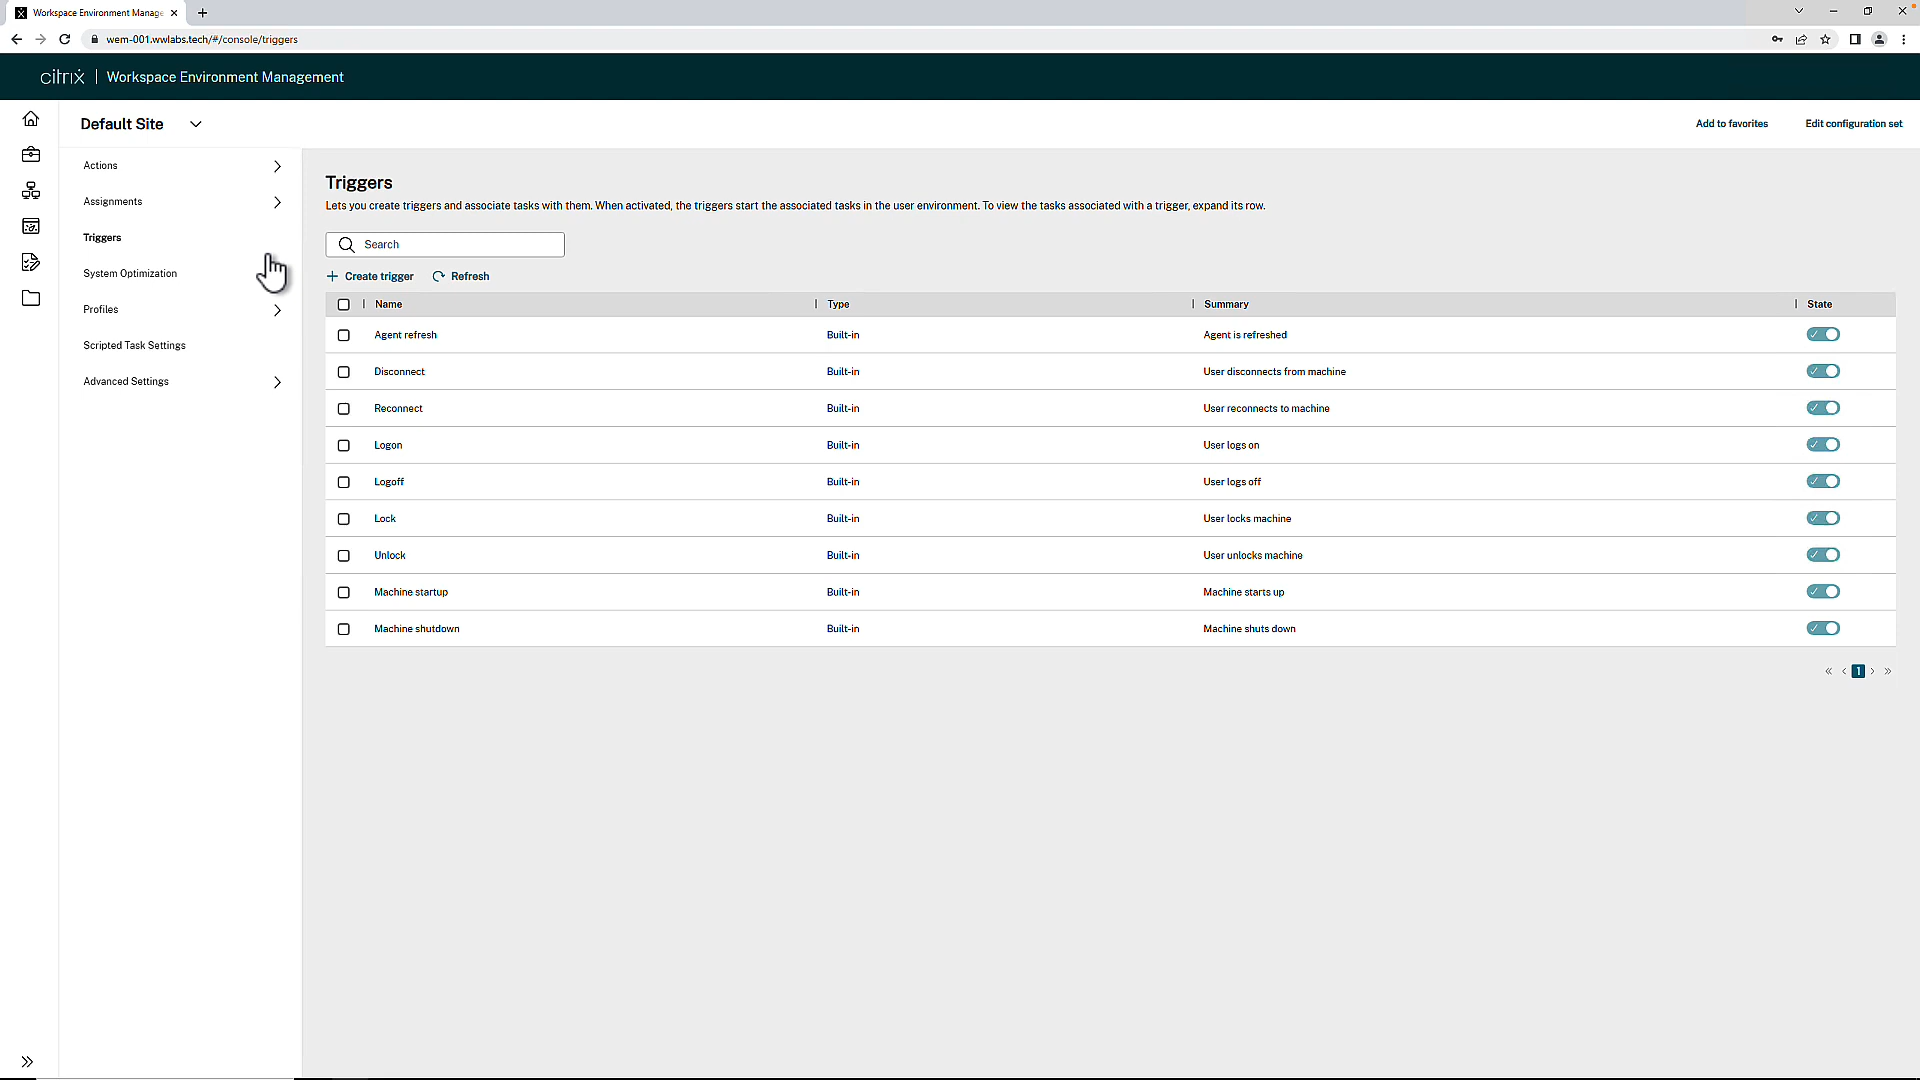 Workspace Environment Manage
wem-001.wwlabs.tech/#/console/triggers
citrix | Workspace Environment Management
Default Site
Add to favorites
Edit configuration set
Actions
Assignments
Triggers
System Optimization
Profiles
Scripted Task Settings
Advanced Settings
Triggers
Lets you create triggers and associate tasks with them. When activated, the triggers start the associated tasks in the user environment. To view the tasks associated with a trigger, expand its row.
Search
Create trigger Refresh
Name Type Summary State
Agent refresh Built-in Agent is refreshed
Disconnect Built-in User disconnects from machine
Reconnect Built-in User reconnects to machine
Logon Built-in User logs on
Logoff Built-in User logs off
Lock Built-in User locks machine
Unlock Built-in User unlocks machine
Machine startup Built-in Machine starts up
Machine shutdown Built-in Machine shuts down
« ‹ 1 › »